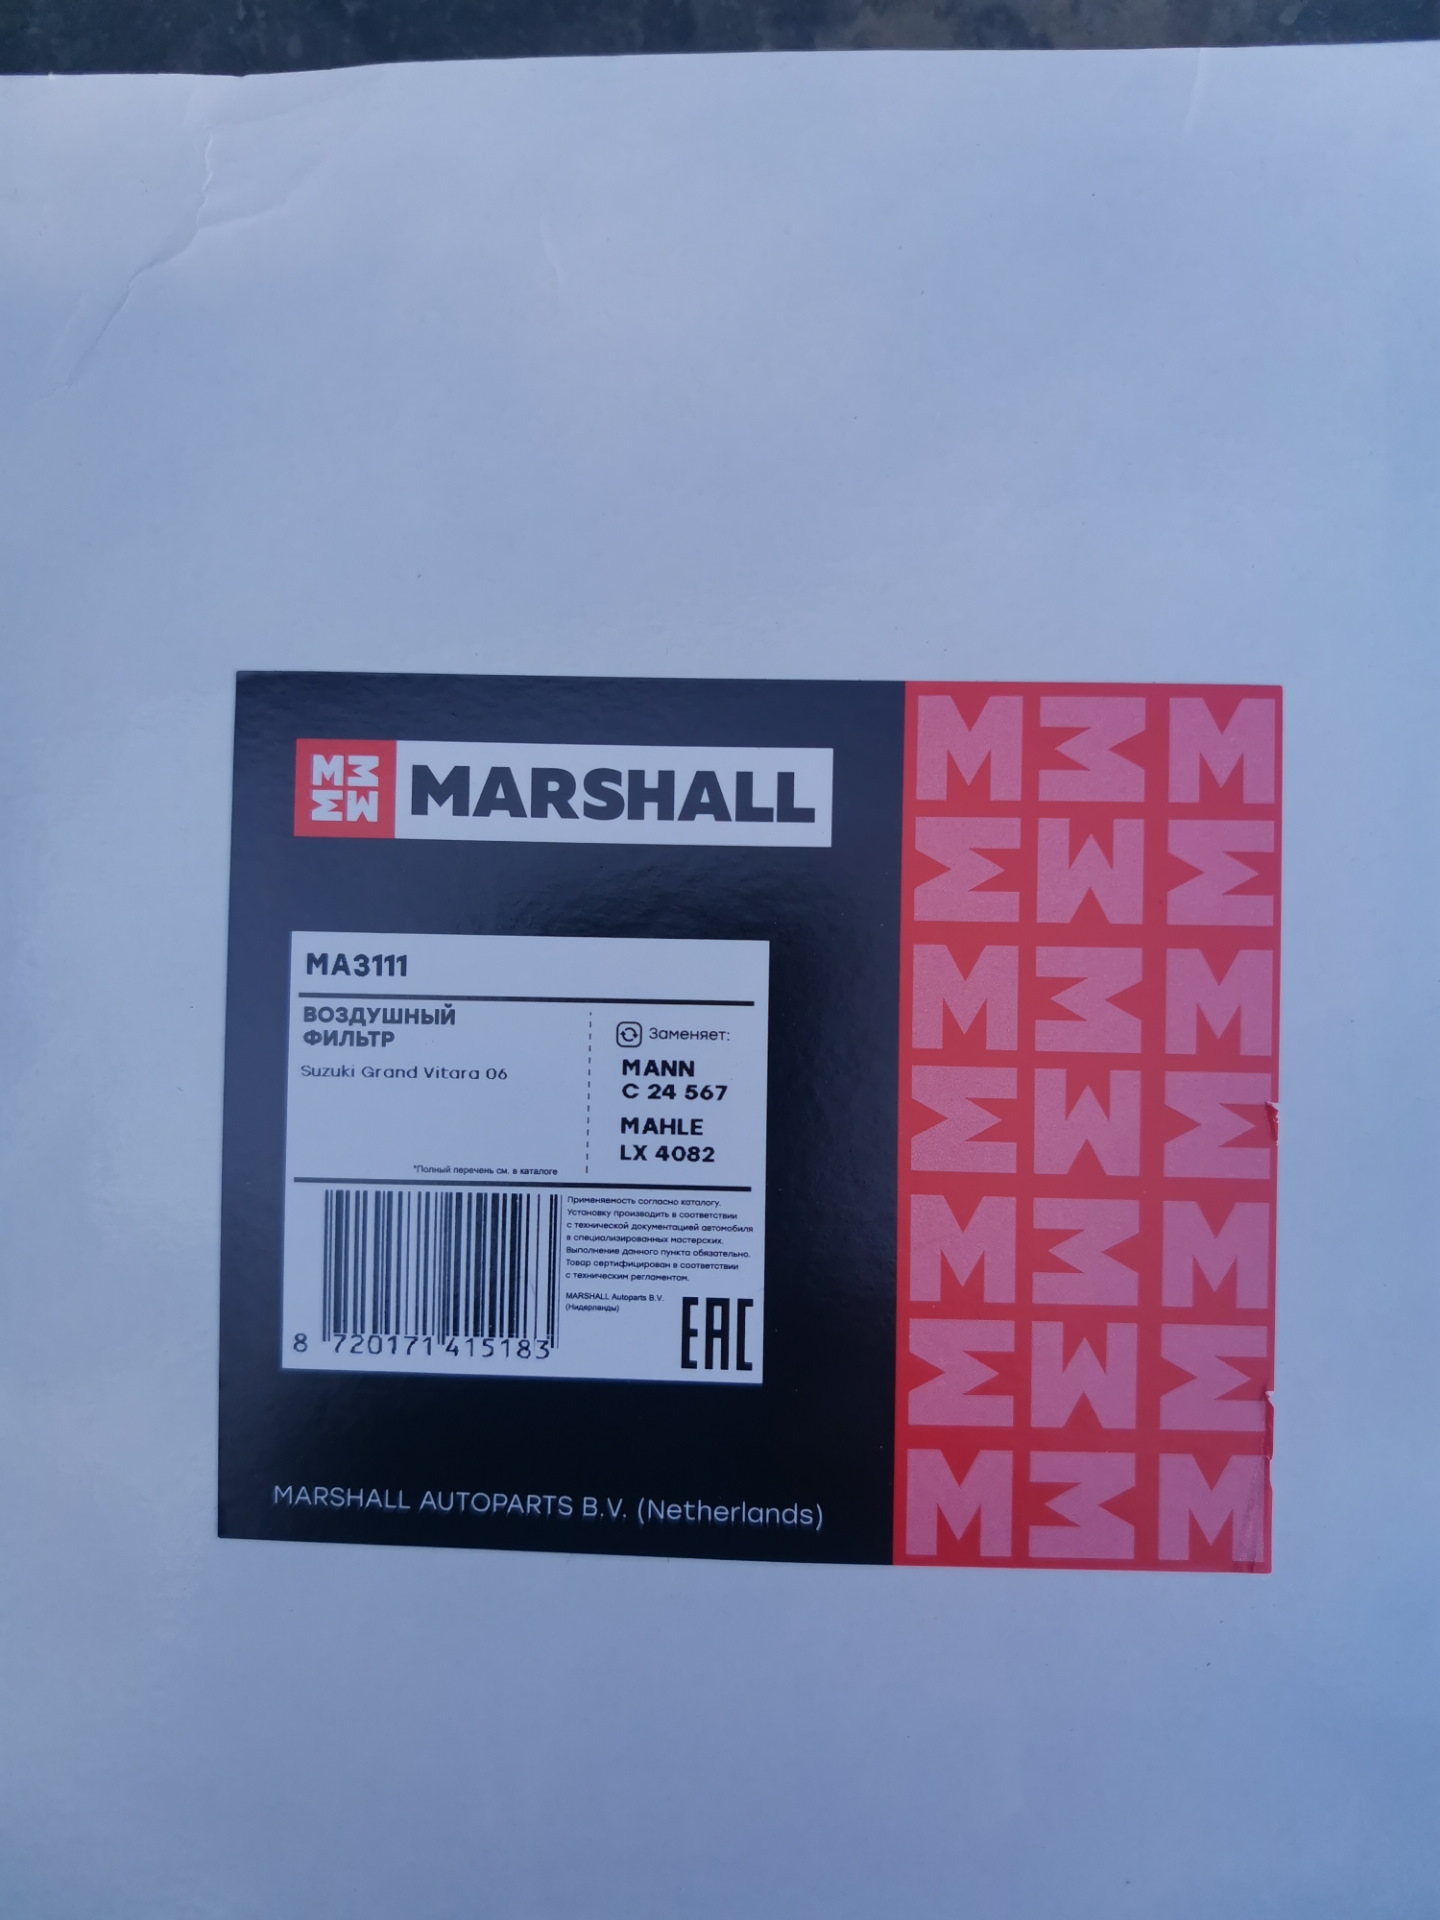 MARSHALL
MA3111
ВОЗДУШНЫЙ
ФИЛЬТР
Suzuki Grand Vitara 06
*Полный перечень см. в каталоге
Заменяет:
MANN
C 24 567
MAHLE
LX 4082
8 720171 415183
Применяемость согласно каталогу.
Установку производить в соответствии
с технической документацией автомобиля
в специализированных мастерских.
Выполнение данного пункта обязательно.
Товар сертифицирован в соответствии
с техническим регламентом.
MARSHALL Autoparts B.V.
(Нидерланды)
EAC
MARSHALL AUTOPARTS B.V. (Netherlands)